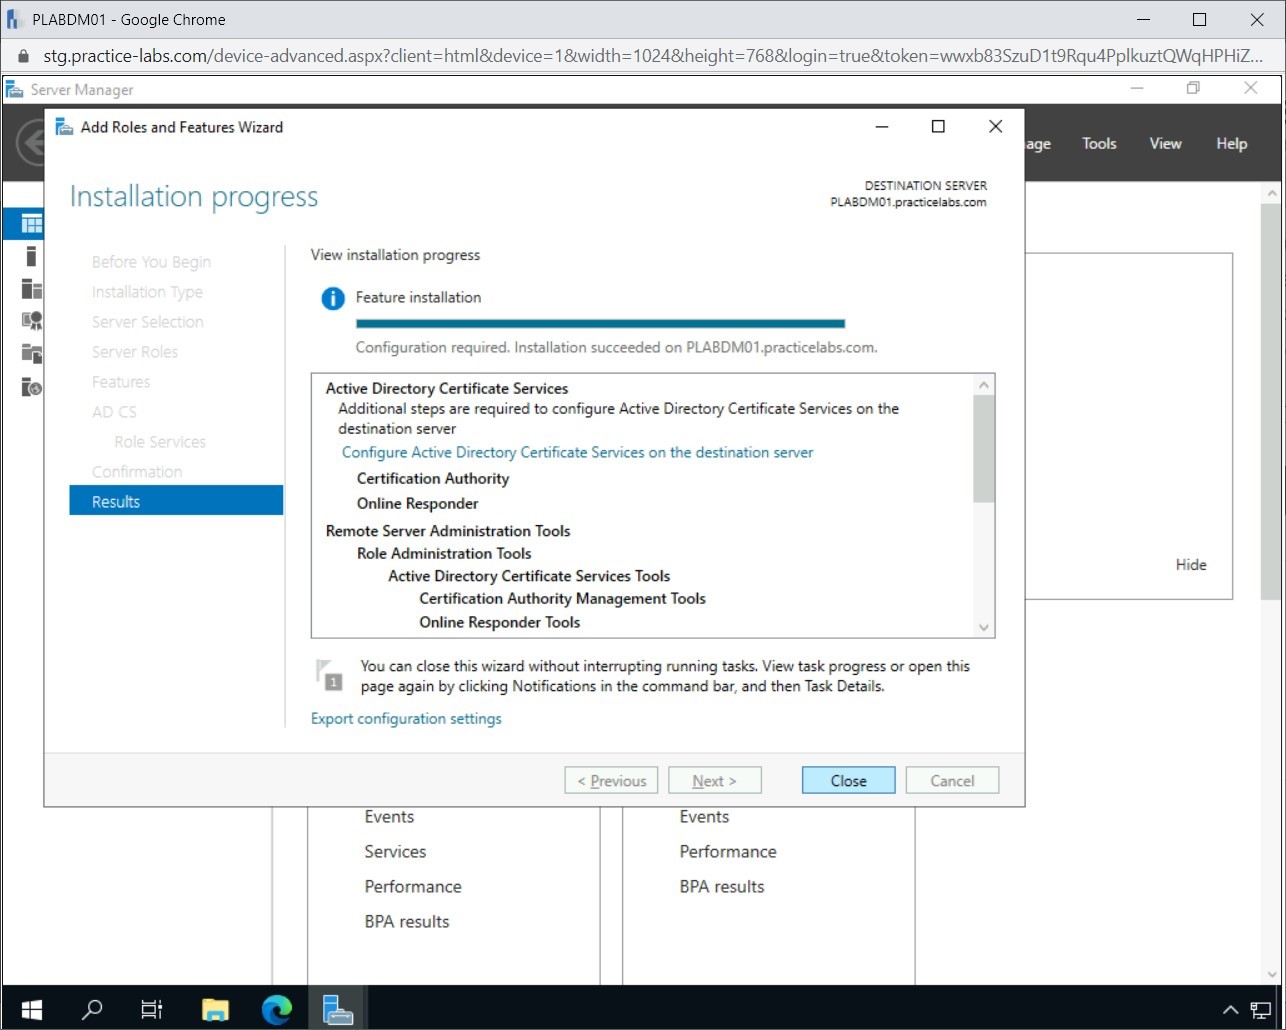 PLABDM01 - Google Chrome
stg.practice-labs.com/device-advanced.aspx?client=html&device=1&width=1024&height=768&login=true&token=wwxb83SzuD1t9Rqu4PplkuztQWqHPHiZ...
Server Manager
Add Roles and Features Wizard
age Tools View Help
Installation progress
DESTINATION SERVER
PLABDM01.practicelabs.com
Before You Begin
Installation Type
Server Selection
Server Roles
Features
AD CS
Role Services
Confirmation
Results
View installation progress
Feature installation
Configuration required. Installation succeeded on PLABDM01.practicelabs.com.
Active Directory Certificate Services
Additional steps are required to configure Active Directory Certificate Services on the
destination server
Configure Active Directory Certificate Services on the destination server
Certification Authority
Online Responder
Remote Server Administration Tools
Role Administration Tools
Active Directory Certificate Services Tools
Certification Authority Management Tools
Online Responder Tools
Hide
1
You can close this wizard without interrupting running tasks. View task progress or open this
page again by clicking Notifications in the command bar, and then Task Details.
Export configuration settings
< Previous Next > Close Cancel
Events
Services
Performance
BPA results
Events
Performance
BPA results